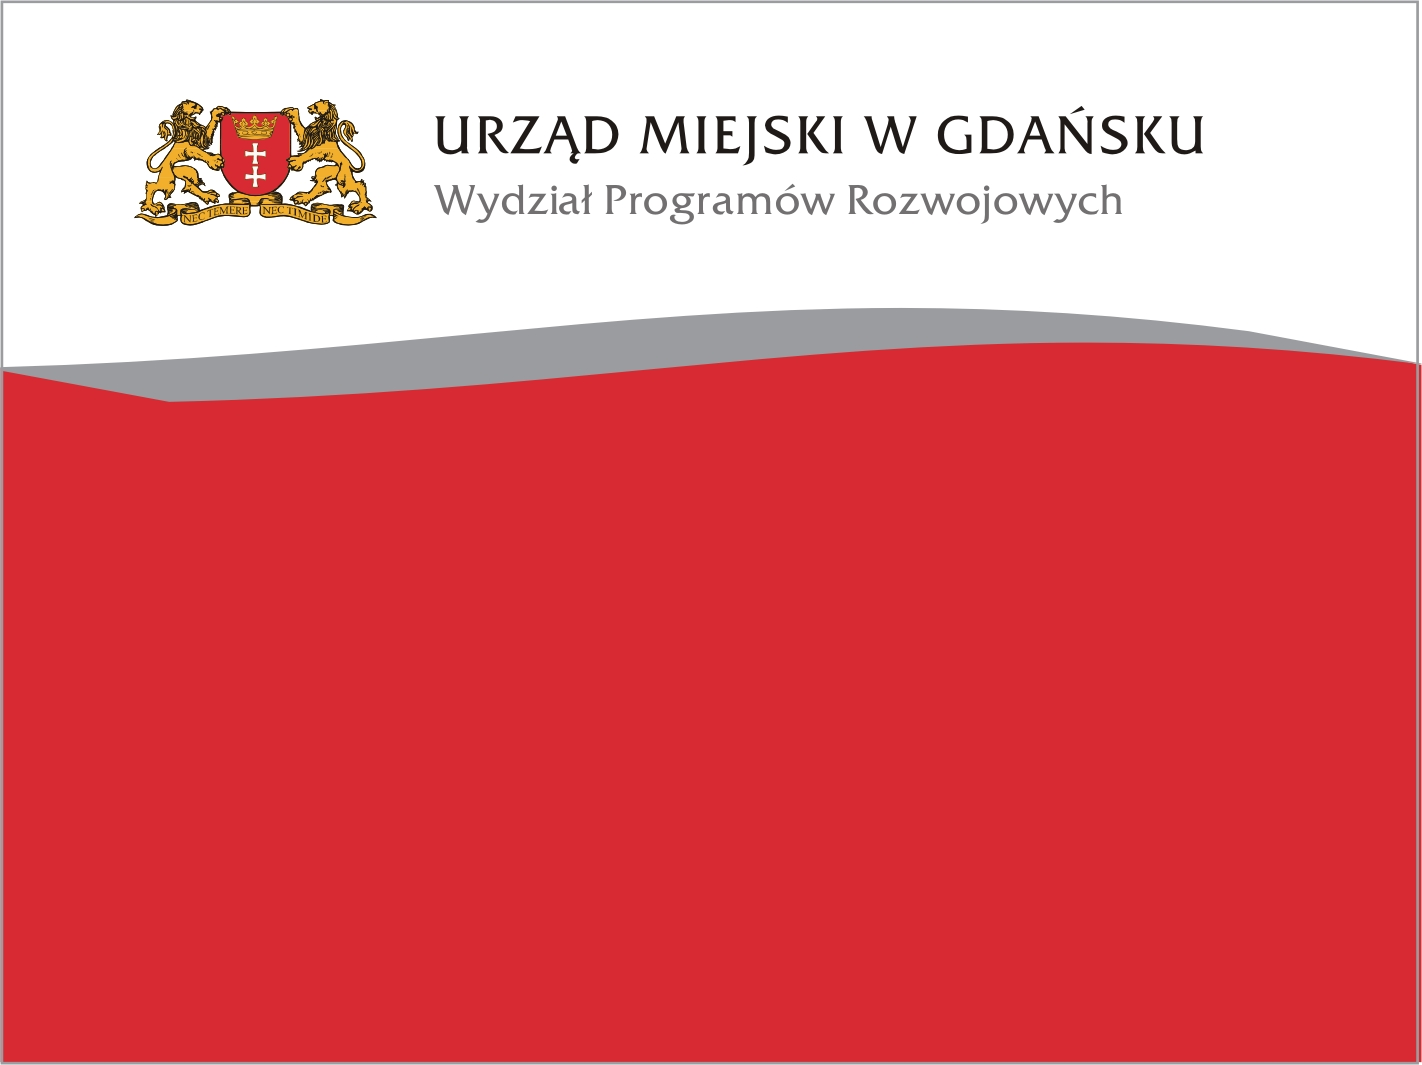 URZĄD MIEJSKI W GDAŃSKU
Wydział Programów Rozwojowych
NEC TEMERE NEC TIMIDE